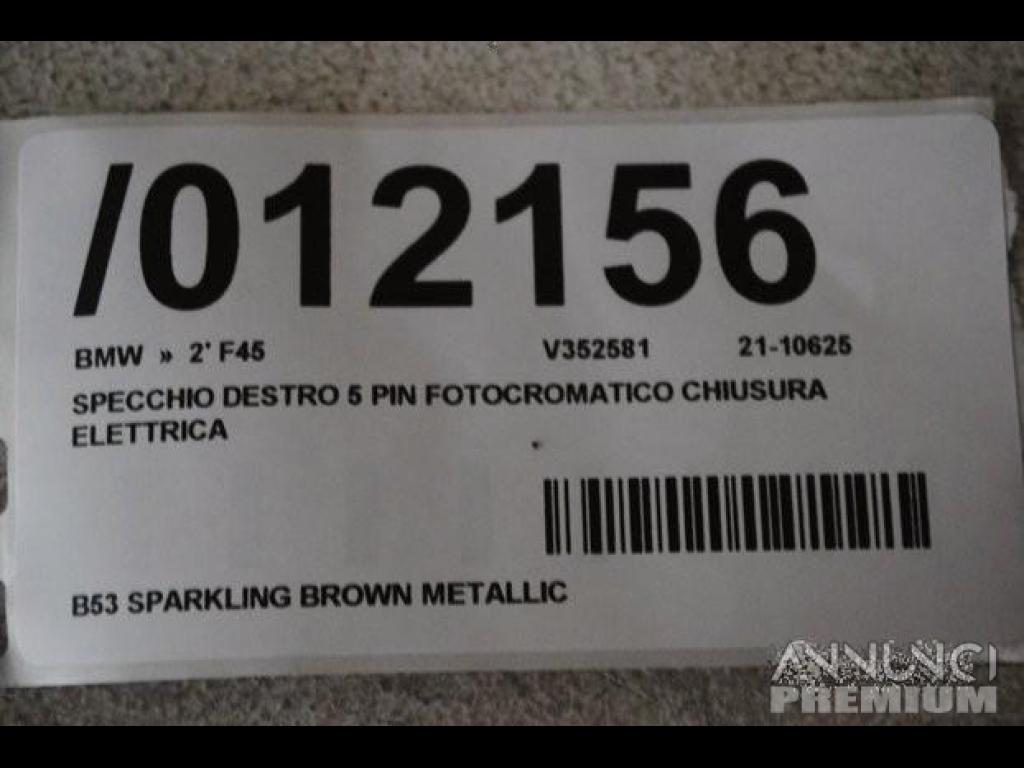 /012156
BMW » 2' F45 V352581 21-10625
SPECCHIO DESTRO 5 PIN FOTOCROMATICO CHIUSURA
ELETTRICA
B53 SPARKLING BROWN METALLIC
ANNUNCI
PREMIUM